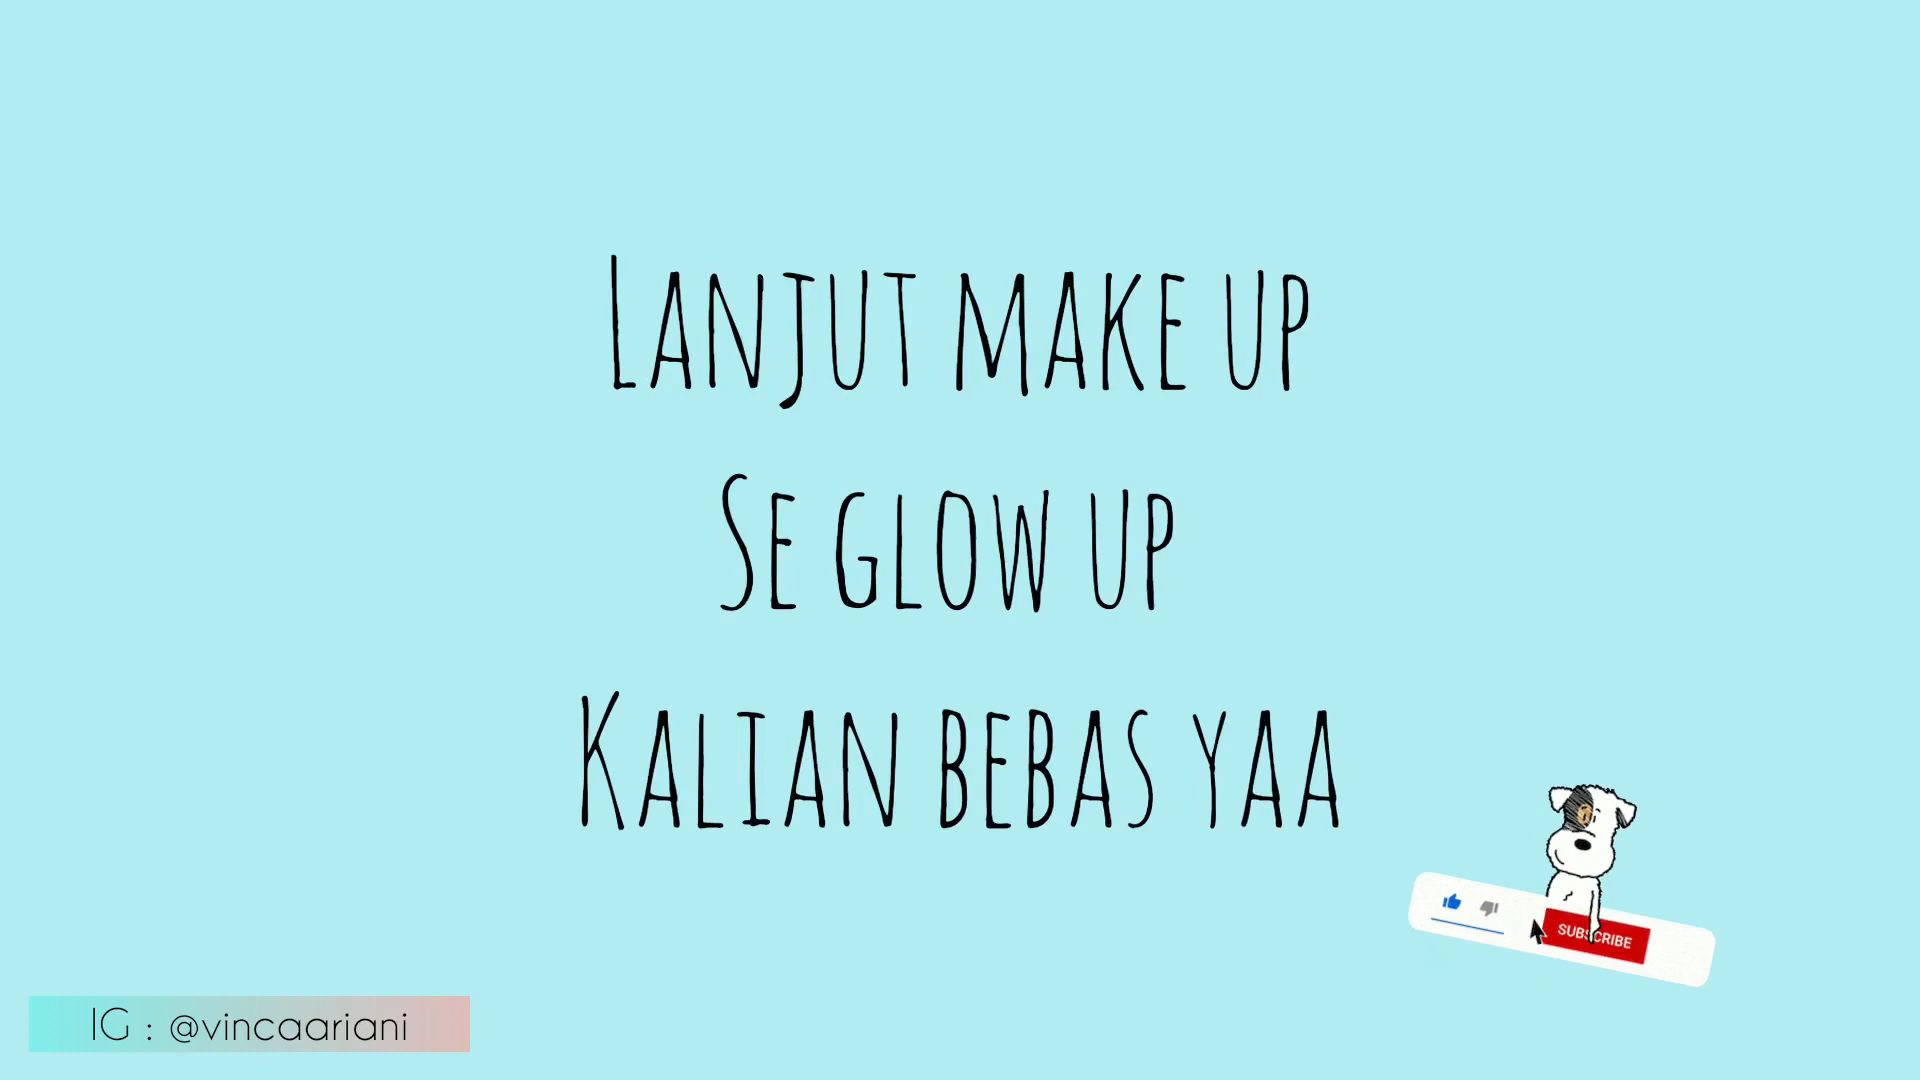 Lanjut make up
Se glow up
Kalian bebas yaa
SUBSCRIBE
IG : @vincaariani